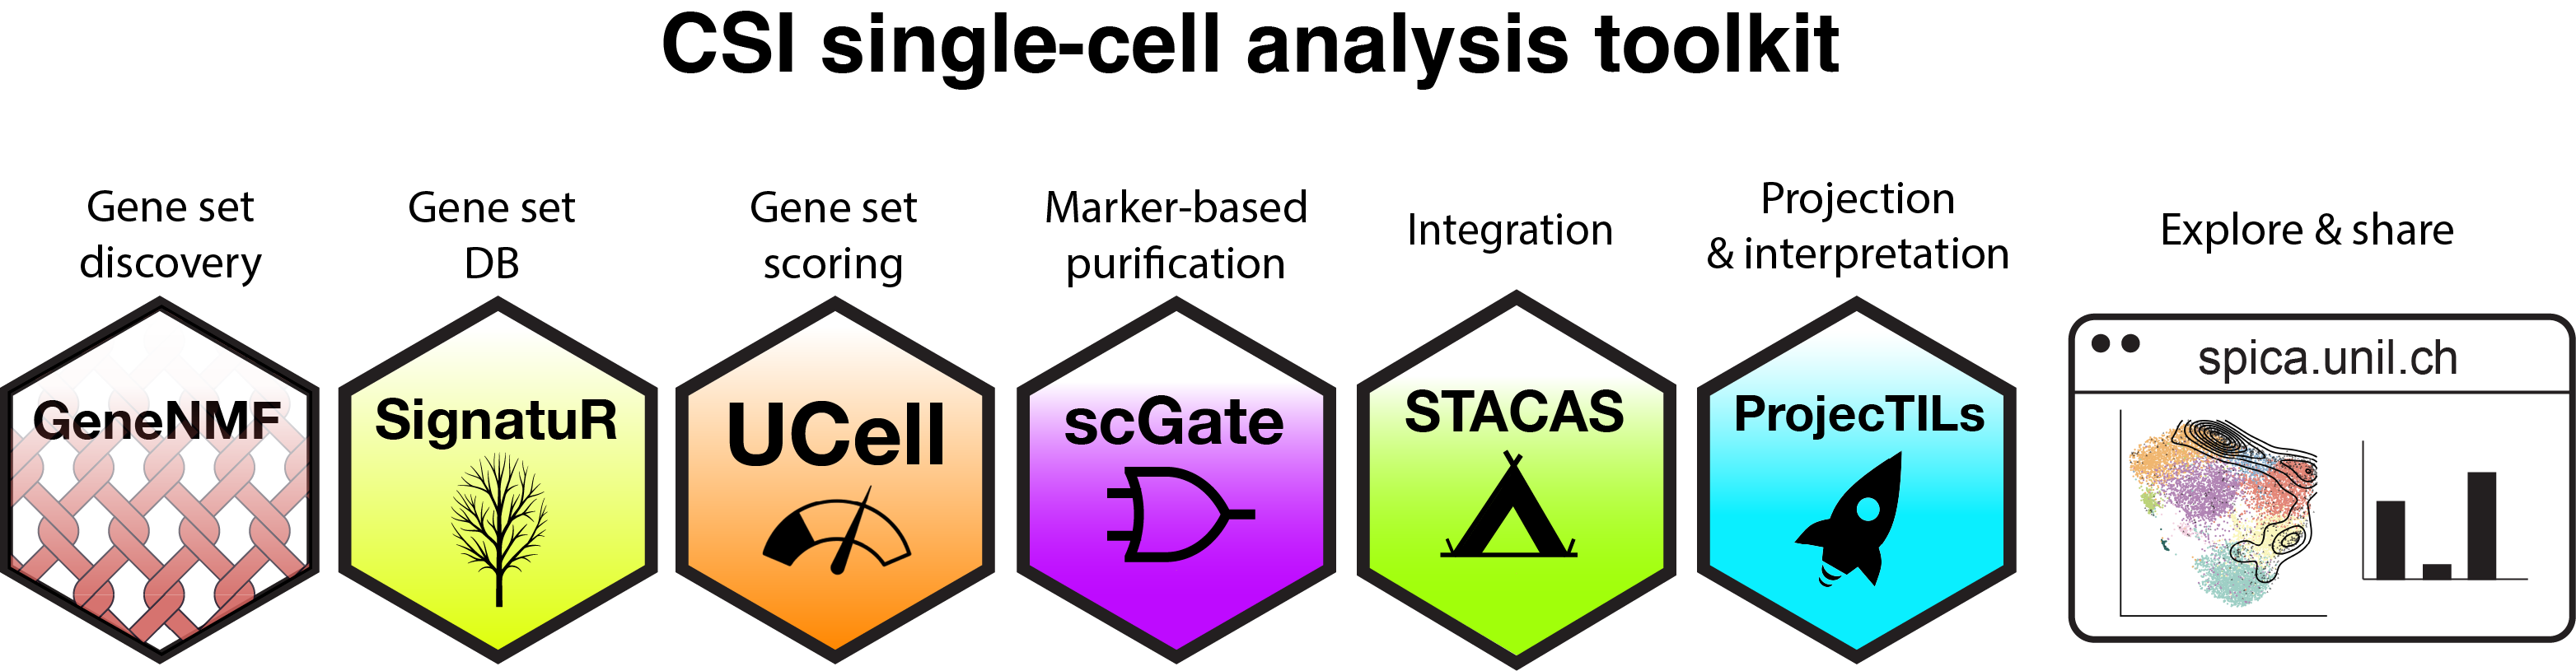 CSI single-cell analysis toolkit
Gene set
discovery
Gene set
DB
Gene set
scoring
Marker-based
purification
Integration
Projection
& interpretation
Explore & share
GeneNMF
SignatuR
UCell
scGate
STACAS
ProjecTILs
spica.unil.ch